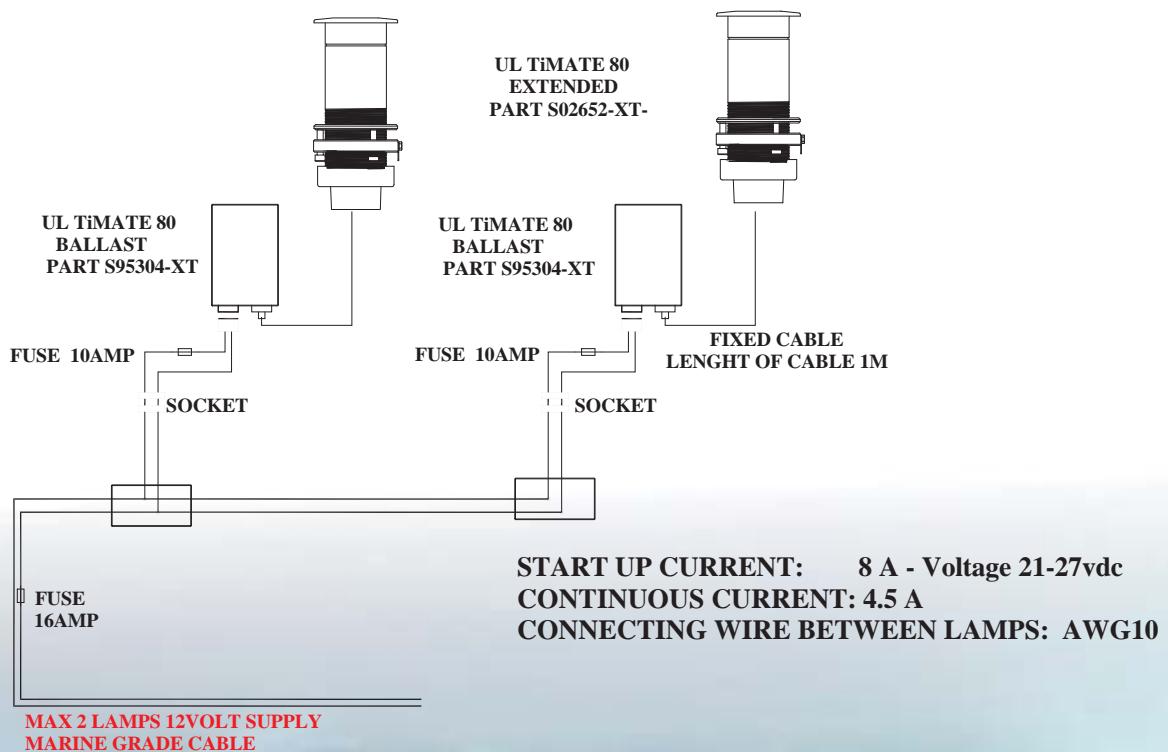 UL TiMATE 80
EXTENDED
PART S02652-XT-
UL TiMATE 80
BALLAST
PART S95304-XT
UL TiMATE 80
BALLAST
PART S95304-XT
FUSE 10AMP
FUSE 10AMP
FIXED CABLE
LENGHT OF CABLE 1M
SOCKET
SOCKET
START UP CURRENT: 8 A - Voltage 21-27vdc
CONTINUOUS CURRENT: 4.5 A
CONNECTING WIRE BETWEEN LAMPS: AWG10
FUSE
16AMP
MAX 2 LAMPS 12VOLT SUPPLY
MARINE GRADE CABLE